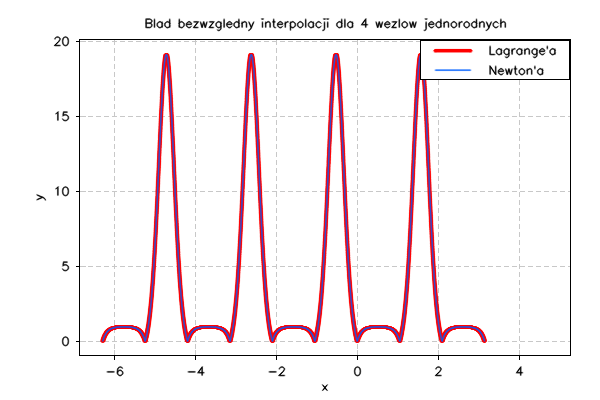 Blad bezwzgledny interpolacji dla 4 wezlow jednorodnych
Lagrange'a
Newton'a
20
15
10
5
0
y
−6 −4 −2 0 2 4
x